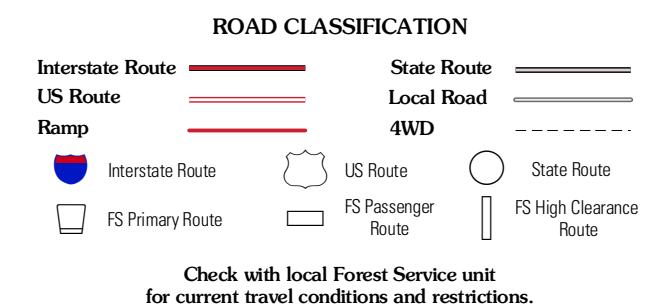 ROAD CLASSIFICATION
Interstate Route
State Route
US Route
Local Road
Ramp
4WD
Interstate Route
US Route
State Route
FS Primary Route
FS Passenger
Route
FS High Clearance
Route
Check with local Forest Service unit
for current travel conditions and restrictions.